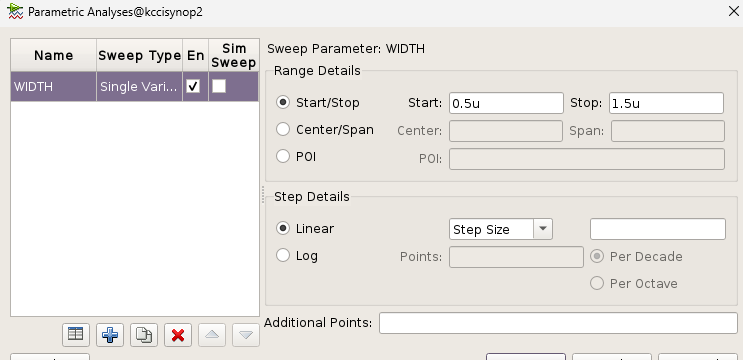 Parametric Analyses@kccisynop2
Name Sweep Type En Sim Sweep
WIDTH Single Vari...
Sweep Parameter: WIDTH
Range Details
Start/Stop Start: 0.5u Stop: 1.5u
Center/Span Center: Span:
POI POI:
Step Details
Linear Step Size
Log Points: Per Decade
Per Octave
Additional Points: